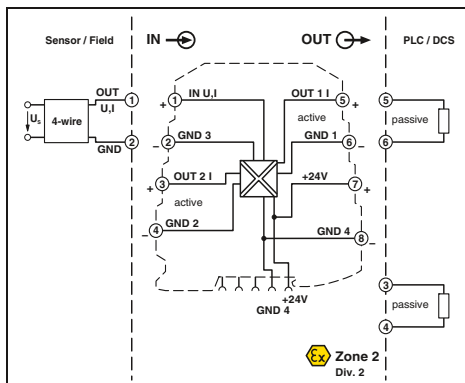 Sensor / Field
IN
OUT
PLC / DCS
OUT
U,I
1
+
1
IN U,I
OUT 1 I
5
+
5
active
passive
Us
4-wire
GND
2
–
2
GND 3
GND 1
6
–
6
+
3
OUT 2 I
+24V
7
+
active
–
4
GND 2
GND 4
8
–
+24V
GND 4
3
passive
4
Ex
Zone 2
Div. 2